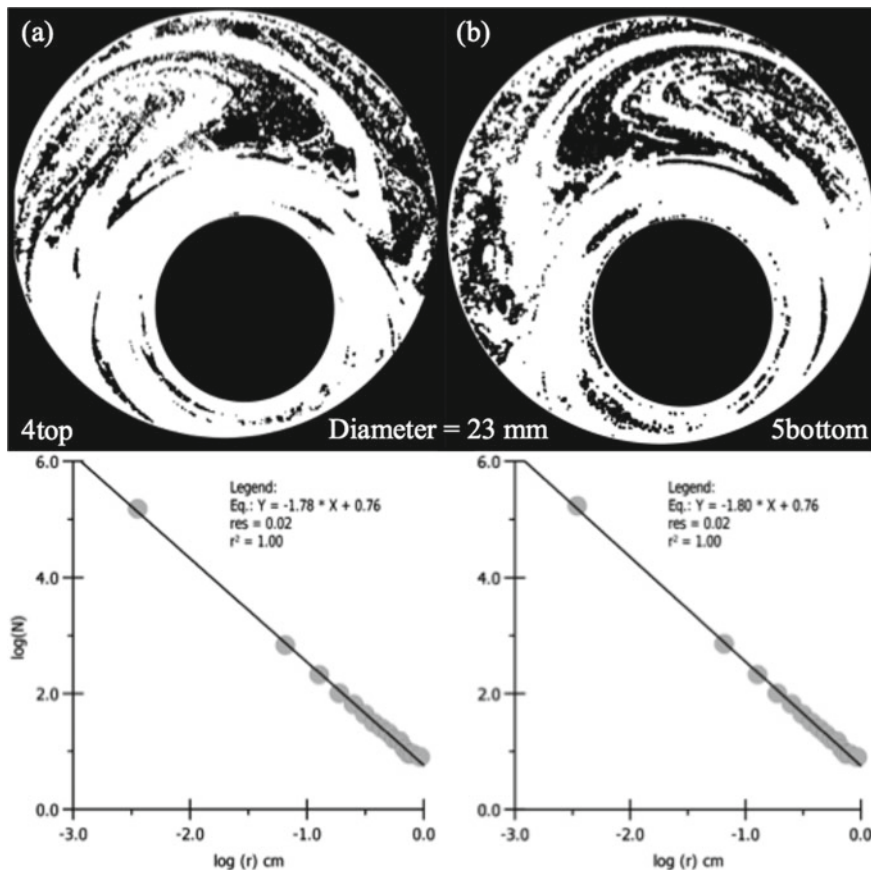 (a)
(b)
4top
Diameter = 23 mm
5bottom
6.0
4.0
2.0
0.0
log(N)
-3.0
-2.0
-1.0
0.0
log (r) cm
Legend:
Eq.: Y = -1.78 * X + 0.76
res = 0.02
r² = 1.00
6.0
4.0
2.0
0.0
-3.0
-2.0
-1.0
0.0
log (r) cm
Legend:
Eq.: Y = -1.80 * X + 0.76
res = 0.02
r² = 1.00